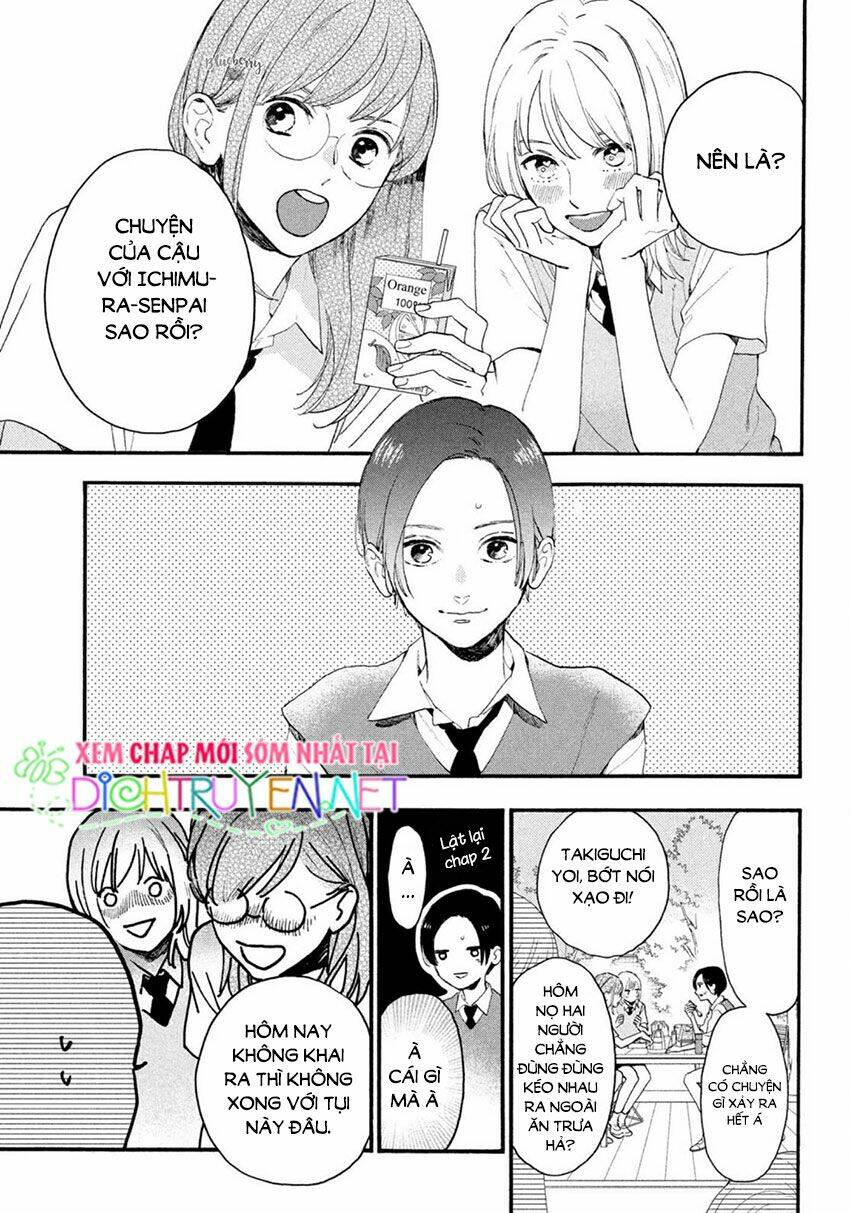 NÊN LÀ?
Blueberry
CHUYỆN
CỦA CẬU
VỚI ICHIMU-
RA-SENPAI
SAO RỒI?
Orange
100%
XEM CHAP MỚI SỚM NHẤT TẠI
DICHTRUYEN.NET
SAO
RỒI LÀ
SAO?
CHẲNG
CÓ CHUYỆN
GÌ XẢY RA
HẾT Á
TAKIGUCHI
YOI, BỚT NÓI
XẠO ĐI!
HÔM
NỌ HAI
NGƯỜI
CHẲNG
ĐÙNG ĐÙNG
KÉO NHAU
RA NGOÀI
ĂN TRƯA
HẢ?
Lật lại
chap 2
À
...
À
CÁI GÌ
MÀ À
HÔM NAY
KHÔNG KHAI
RA THÌ KHÔNG
XONG VỚI TỤI
NÀY ĐÂU.